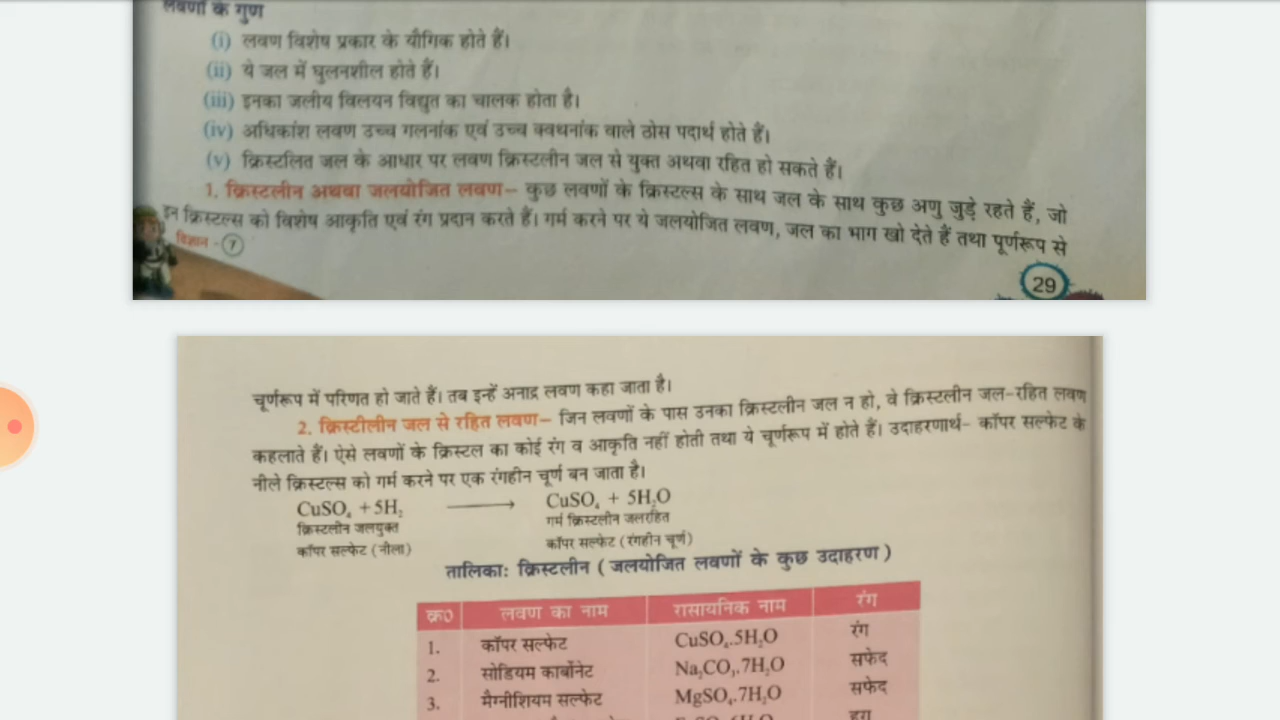 लवणों के गुण
(i) लवण विशेष प्रकार के यौगिक होते हैं।
(ii) ये जल में घुलनशील होते हैं।
(iii) इनका जलीय विलयन विद्युत का चालक होता है।
(iv) अधिकांश लवण उच्च गलनांक एवं उच्च क्वथनांक वाले ठोस पदार्थ होते हैं।
(v) क्रिस्टलित जल के आधार पर लवण क्रिस्टलीन जल से युक्त अथवा रहित हो सकते हैं।
1. क्रिस्टलीन अथवा जलयोजित लवण– कुछ लवणों के क्रिस्टल्स के साथ जल के साथ कुछ अणु जुड़े रहते हैं, जो
इन क्रिस्टल्स को विशेष आकृति एवं रंग प्रदान करते हैं। गर्म करने पर ये जलयोजित लवण, जल का भाग खो देते हैं तथा पूर्णरूप से
विज्ञान -7
29
चूर्णरूप में परिणत हो जाते हैं। तब इन्हें अनाद्र लवण कहा जाता है।
2. क्रिस्टीलीन जल से रहित लवण– जिन लवणों के पास उनका क्रिस्टलीन जल न हो, वे क्रिस्टलीन जल-रहित लवण
कहलाते हैं। ऐसे लवणों के क्रिस्टल का कोई रंग व आकृति नहीं होती तथा ये चूर्णरूप में होते हैं। उदाहरणार्थ- कॉपर सल्फेट के
नीले क्रिस्टल्स को गर्म करने पर एक रंगहीन चूर्ण बन जाता है।
CuSO₄ + 5H₂ ⟶ CuSO₄ + 5H₂O
क्रिस्टलीन जलयुक्त गर्म क्रिस्टलीन जलरहित
कॉपर सल्फेट (नीला) कॉपर सल्फेट (रंगहीन चूर्ण)
तालिका: क्रिस्टलीन (जलयोजित लवणों के कुछ उदाहरण)
क्र० लवण का नाम रासायनिक नाम रंग
1. कॉपर सल्फेट CuSO₄.5H₂O रंग
2. सोडियम कार्बोनेट Na₂CO₃.7H₂O सफेद
3. मैग्नीशियम सल्फेट MgSO₄.7H₂O सफेद
हरा